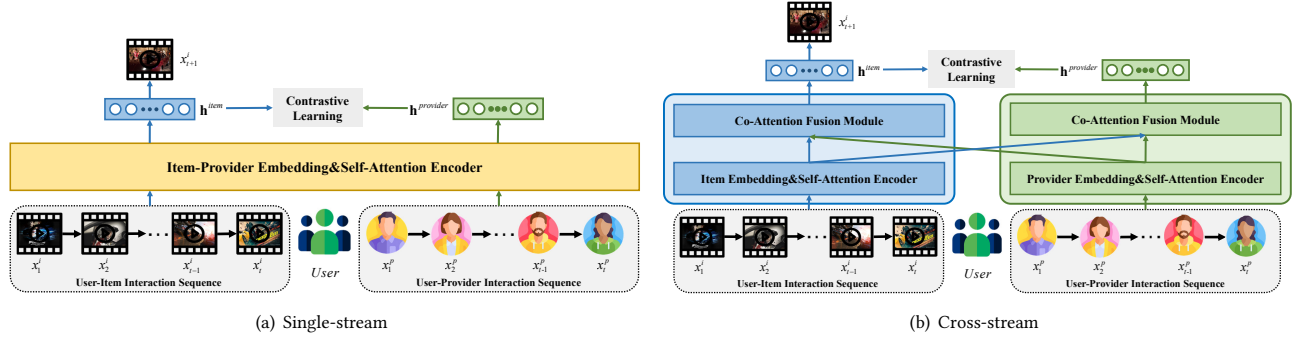 x^i_{t+1}
h^{item}
Contrastive
Learning
h^{provider}
Item-Provider Embedding&Self-Attention Encoder
x^i_1
x^i_2
x^i_{t-1}
x^i_t
User-Item Interaction Sequence
User
x^p_1
x^p_2
x^p_{t-1}
x^p_t
User-Provider Interaction Sequence
(a) Single-stream
x^i_{t+1}
h^{item}
Contrastive
Learning
h^{provider}
Co-Attention Fusion Module
Co-Attention Fusion Module
Item Embedding&Self-Attention Encoder
Provider Embedding&Self-Attention Encoder
x^i_1
x^i_2
x^i_{t-1}
x^i_t
User-Item Interaction Sequence
User
x^p_1
x^p_2
x^p_{t-1}
x^p_t
User-Provider Interaction Sequence
(b) Cross-stream